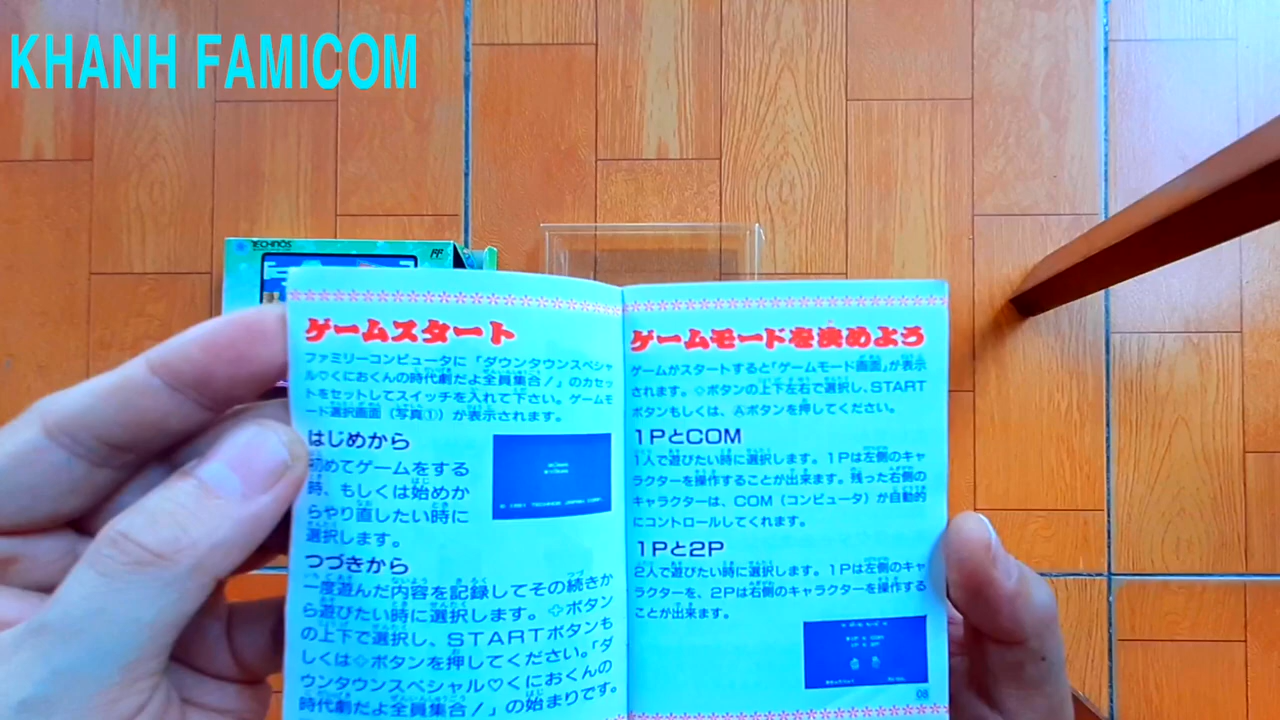 KHANH FAMICOM
TECHNOS
ゲームスタート
ファミリーコンピュータに「ダウンタウンスペシャ
ル♡くにおくんの時代劇だよ全員集合!」のカセッ
トをセットしてスイッチを入れて下さい。ゲームモ
ード選択画面(写真①)が表示されます。
はじめから
初めてゲームをする
時、もしくは始めか
らやり直したい時に
選択します。
つづきから
一度遊んだ内容を記録してその続きか
ら遊びたい時に選択します。✧ボタン
の上下で選択し、STARTボタンも
しくは✧ボタンを押してください。「ダ
ウンタウンスペシャル♡くにおくんの
時代劇だよ全員集合!」の始まりです。
ゲームモードを決めよう
ゲームがスタートすると「ゲームモード画面」が表示
されます。✧ボタンの上下左右で選択し、START
ボタンもしくは、Ⓐボタンを押してください。
1PとCOM
1人で遊びたい時に選択します。1Pは左側のキャ
ラクターを操作することが出来ます。残った右側の
キャラクターは、COM(コンピュータ)が自動的
にコントロールしてくれます。
1Pと2P
2人で遊びたい時に選択します。1Pは左側のキャ
ラクターを、2Pは右側のキャラクターを操作する
ことが出来ます。
08